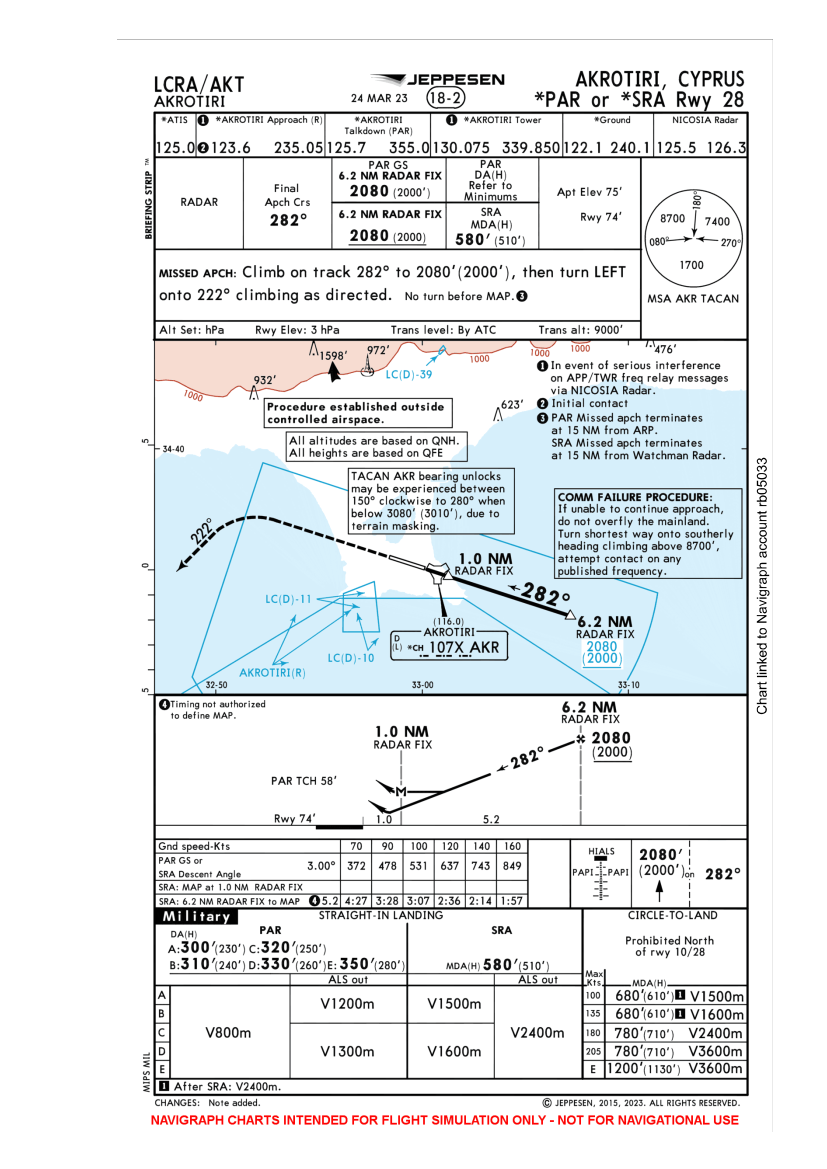 LCRA/AKT
AKROTIRI
JEPPESEN
24 MAR 23
18-2
AKROTIRI, CYPRUS
*PAR or *SRA Rwy 28
BRIEFING STRIP ™
*ATIS
125.0
1 *AKROTIRI Approach (R)
2 123.6 235.05
*AKROTIRI
Talkdown (PAR)
125.7 355.0
1 *AKROTIRI Tower
130.075 339.850
*Ground
122.1 240.1
NICOSIA Radar
125.5 126.3
RADAR
Final
Apch Crs
282°
PAR GS
6.2 NM RADAR FIX
2080 (2000')
6.2 NM RADAR FIX
2080 (2000)
PAR
DA(H)
Refer to
Minimums
SRA
MDA(H)
580' (510')
Apt Elev 75'
Rwy 74'
180°
8700
7400
080°
270°
1700
MSA AKR TACAN
MISSED APCH: Climb on track 282° to 2080'(2000'), then turn LEFT
onto 222° climbing as directed. No turn before MAP. 3
Alt Set: hPa Rwy Elev: 3 hPa Trans level: By ATC Trans alt: 9000'
1598'
972'
932'
623'
476'
1000
1000
1000
1000
LC(D)-39
1 In event of serious interference
on APP/TWR freq relay messages
via NICOSIA Radar.
2 Initial contact
3 PAR Missed apch terminates
at 15 NM from ARP.
SRA Missed apch terminates
at 15 NM from Watchman Radar.
Procedure established outside
controlled airspace.
All altitudes are based on QNH.
All heights are based on QFE
34-40
TACAN AKR bearing unlocks
may be experienced between
150° clockwise to 280° when
below 3080' (3010'), due to
terrain masking.
COMM FAILURE PROCEDURE:
If unable to continue approach,
do not overfly the mainland.
Turn shortest way onto southerly
heading climbing above 8700',
attempt contact on any
published frequency.
222°
1.0 NM
RADAR FIX
282°
6.2 NM
RADAR FIX
2080
(2000)
LC(D)-11
LC(D)-10
AKROTIRI(R)
(116.0)
AKROTIRI
D
(L) *CH 107X AKR
5
0
5
32-50
33-00
33-10
Chart linked to Navigraph account rb05033
4 Timing not authorized
to define MAP.
1.0 NM
RADAR FIX
6.2 NM
RADAR FIX
2080
(2000)
282°
PAR TCH 58'
M
Rwy 74'
1.0
5.2
Gnd speed-Kts 70 90 100 120 140 160
PAR GS or
SRA Descent Angle 3.00° 372 478 531 637 743 849
SRA: MAP at 1.0 NM RADAR FIX
SRA: 6.2 NM RADAR FIX to MAP 4 5.2 4:27 3:28 3:07 2:36 2:14 1:57
HIALS
PAPI PAPI
2080'
(2000') on 282°
Military
STRAIGHT-IN LANDING
CIRCLE-TO-LAND
PAR
DA(H)
A: 300'(230') C: 320'(250')
B: 310'(240') D: 330'(260') E: 350'(280')
SRA
MDA(H) 580'(510')
Prohibited North
of rwy 10/28
ALS out
ALS out
Max
Kts.
MDA(H)
A
B
C
D
E
V800m
V1200m
V1300m
V1500m
V1600m
V2400m
100 680'(610') 1 V1500m
135 680'(610') 1 V1600m
180 780'(710') V2400m
205 780'(710') V3600m
E 1200'(1130') V3600m
MIPS MIL
1 After SRA: V2400m.
CHANGES: Note added.
© JEPPESEN, 2015, 2023. ALL RIGHTS RESERVED.
NAVIGRAPH CHARTS INTENDED FOR FLIGHT SIMULATION ONLY - NOT FOR NAVIGATIONAL USE